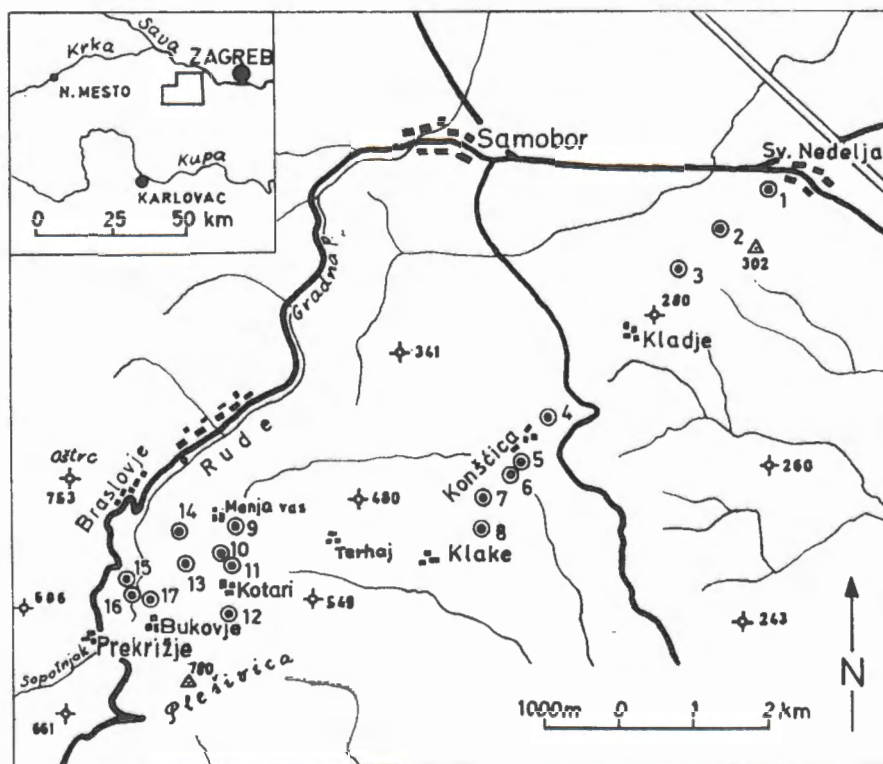 Sava
Krka
ZAGREB
N. MESTO
Kupa
KARLOVAC
0 25 50 km
Samobor
Sv. Nedelja
1
2
302
3
Gradna p.
280
Kladje
341
4
Oštrc
753
Braslovje
Rude
Konščica
5
6
260
480
7
14
Manja vas
9
8
Terhaj
Klake
10
13
11
15
Kotari
16
17
686
549
12
243
Bukovje
Prekrižje
Sopotnjak
780
Plešivica
N
661
1000m 0 1 2 km